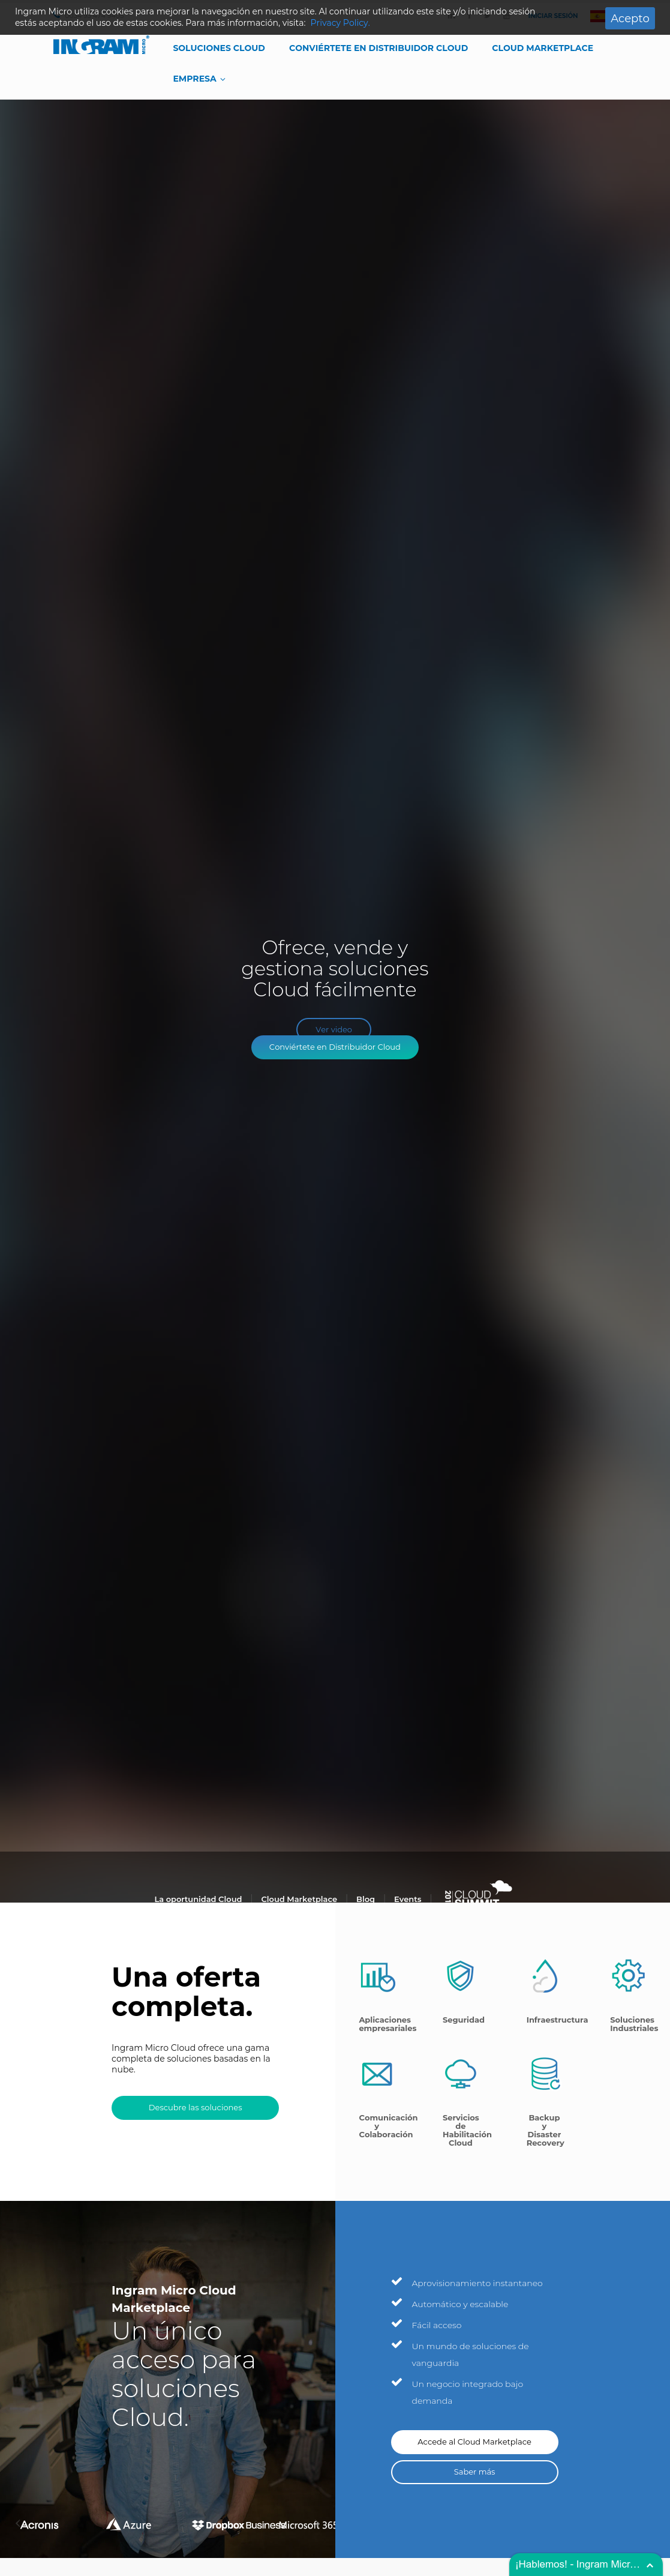 Ingram Micro utiliza cookies para mejorar la navegación en nuestro site. Al continuar utilizando este site y/o iniciando sesión
estás aceptando el uso de estas cookies. Para más información, visita: Privacy Policy.
Acepto
INICIAR SESIÓN
INGRAM MICRO
SOLUCIONES CLOUD
CONVIÉRTETE EN DISTRIBUIDOR CLOUD
CLOUD MARKETPLACE
EMPRESA
Ofrece, vende y
gestiona soluciones
Cloud fácilmente
Ver video
Conviértete en Distribuidor Cloud
La oportunidad Cloud
Cloud Marketplace
Blog
Events
CLOUD
SUMMIT
Una oferta
completa.
Ingram Micro Cloud ofrece una gama
completa de soluciones basadas en la
nube.
Descubre las soluciones
Aplicaciones
empresariales
Seguridad
Infraestructura
Soluciones
Industriales
Comunicación
y
Colaboración
Servicios
de
Habilitación
Cloud
Backup
y
Disaster
Recovery
Ingram Micro Cloud
Marketplace
Un único
acceso para
soluciones
Cloud.
Acronis
Azure
Dropbox Business
Microsoft 365
Aprovisionamiento instantaneo
Automático y escalable
Fácil acceso
Un mundo de soluciones de
vanguardia
Un negocio integrado bajo
demanda
Accede al Cloud Marketplace
Saber más
¡Hablemos! - Ingram Micr...